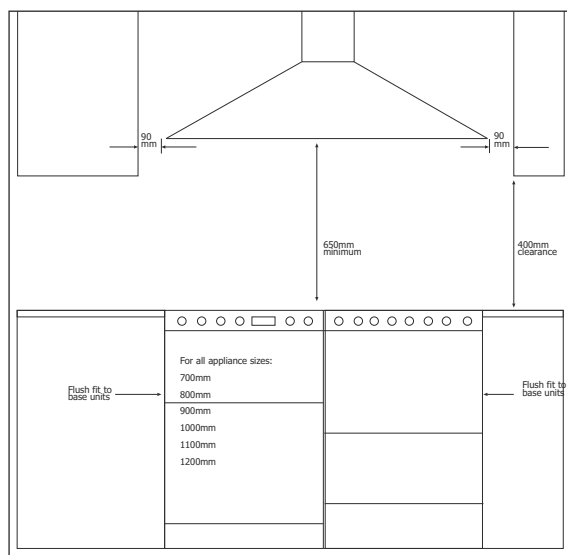 90
mm
90
mm
650mm
minimum
400mm
clearance
For all appliance sizes:
700mm
800mm
900mm
1000mm
1100mm
1200mm
Flush fit to
base units
Flush fit to
base units